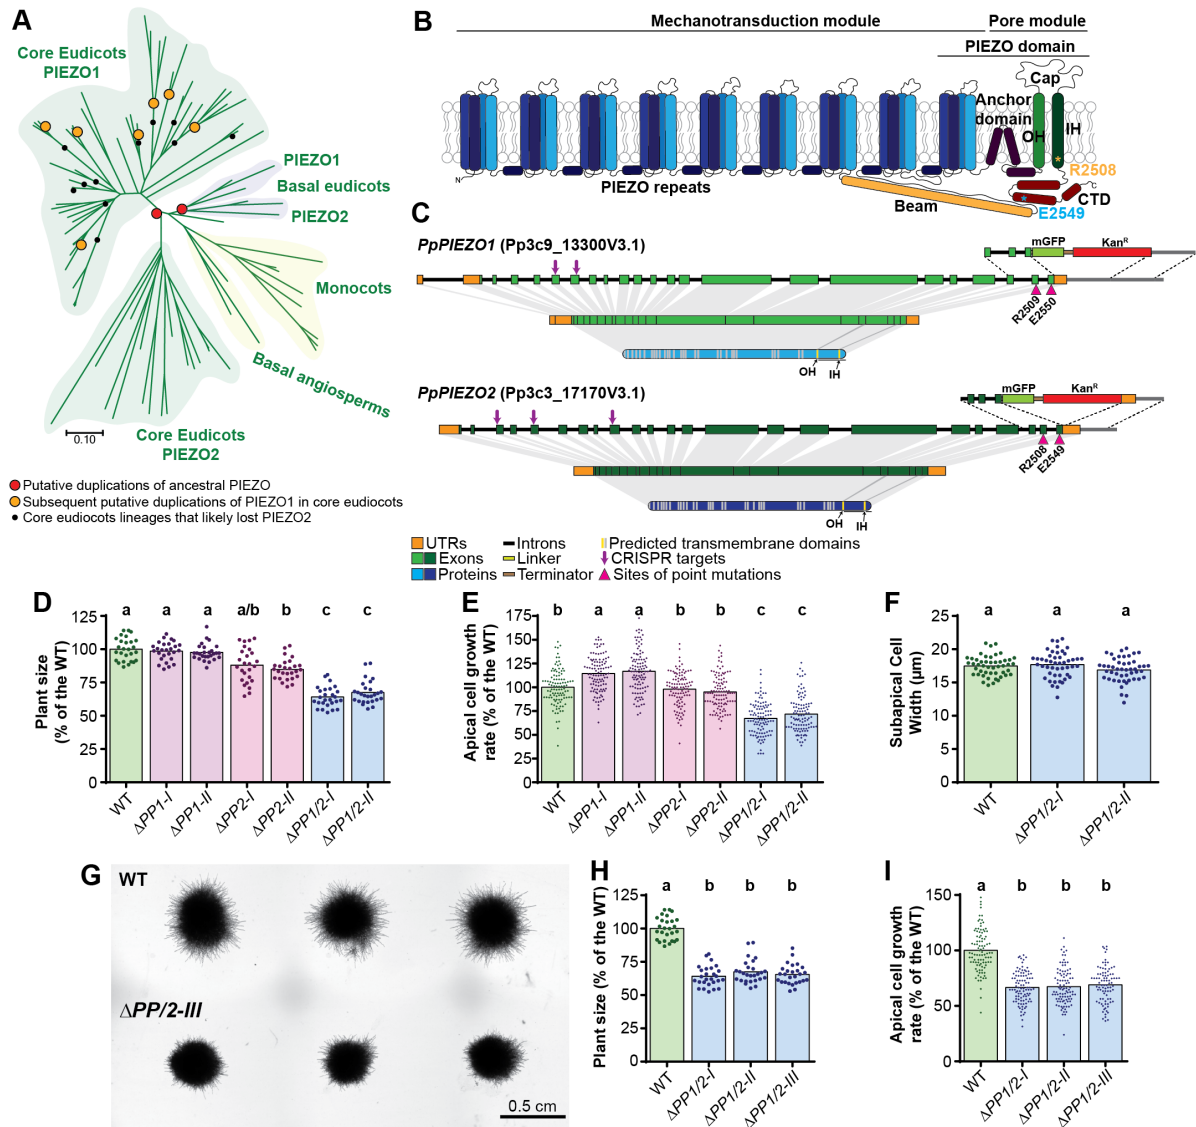 A
Core Eudicots
PIEZO1
PIEZO1
Basal eudicots
PIEZO2
Monocots
Basal angiosperms
Core Eudicots
PIEZO2
0.10
Putative duplications of ancestral PIEZO
Subsequent putative duplications of PIEZO1 in core eudiocots
Core eudiocots lineages that likely lost PIEZO2
B
Mechanotransduction module
Pore module
PIEZO domain
Cap
Anchor
domain
OH
IH
R2508
N
C
PIEZO repeats
Beam
CTD
E2549
C
PpPIEZO1 (Pp3c9_13300V3.1)
mGFP
KanR
R2509
E2550
OH
IH
PpPIEZO2 (Pp3c3_17170V3.1)
mGFP
KanR
R2508
E2549
OH
IH
UTRs
Introns
Predicted transmembrane domains
Exons
Linker
CRISPR targets
Proteins
Terminator
Sites of point mutations
D
a a a a/b b c c
Plant size
(% of the WT)
125
100
75
50
25
0
WT
ΔPP1-I
ΔPP1-II
ΔPP2-I
ΔPP2-II
ΔPP1/2-I
ΔPP1/2-II
E
b a a b b c c
Apical cell growth
rate (% of the WT)
175
150
125
100
75
50
25
0
WT
ΔPP1-I
ΔPP1-II
ΔPP2-I
ΔPP2-II
ΔPP1/2-I
ΔPP1/2-II
F
a a a
Subapical Cell
Width (µm)
25
20
15
10
5
0
WT
ΔPP1/2-I
ΔPP1/2-II
G
WT
ΔPP/2-III
0.5 cm
H
a b b b
Plant size (% of the WT)
125
100
75
50
25
0
WT
ΔPP1/2-I
ΔPP1/2-II
ΔPP1/2-III
I
a b b b
Apical cell growth
rate (% of the WT)
150
100
50
0
WT
ΔPP1/2-I
ΔPP1/2-II
ΔPP1/2-III